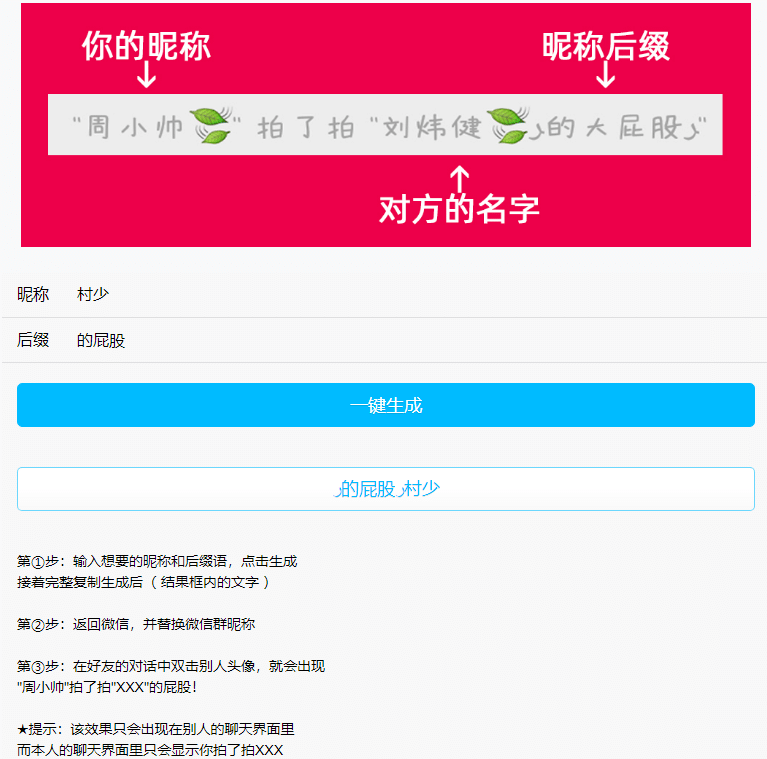 你的昵称 昵称后缀
"周小帅🍃" 拍了拍 "刘炜健🍃ر的大屁股ر"
对方的名字
昵称 村少
后缀 的屁股
一键生成
ر的屁股ر村少
第①步：输入想要的昵称和后缀语，点击生成
接着完整复制生成后（ 结果框内的文字 ）
第②步：返回微信，并替换微信群昵称
第③步：在好友的对话中双击别人头像，就会出现
"周小帅"拍了拍"XXX"的屁股！
★提示：该效果只会出现在别人的聊天界面里
而本人的聊天界面里只会显示你拍了拍XXX